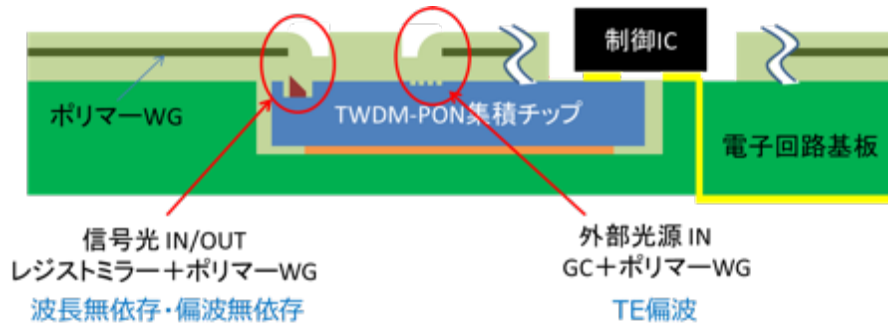 制御IC
ポリマーWG
TWDM-PON集積チップ
電子回路基板
信号光 IN/OUT
レジストミラー＋ポリマーWG
波長無依存・偏波無依存
外部光源 IN
GC＋ポリマーWG
TE偏波